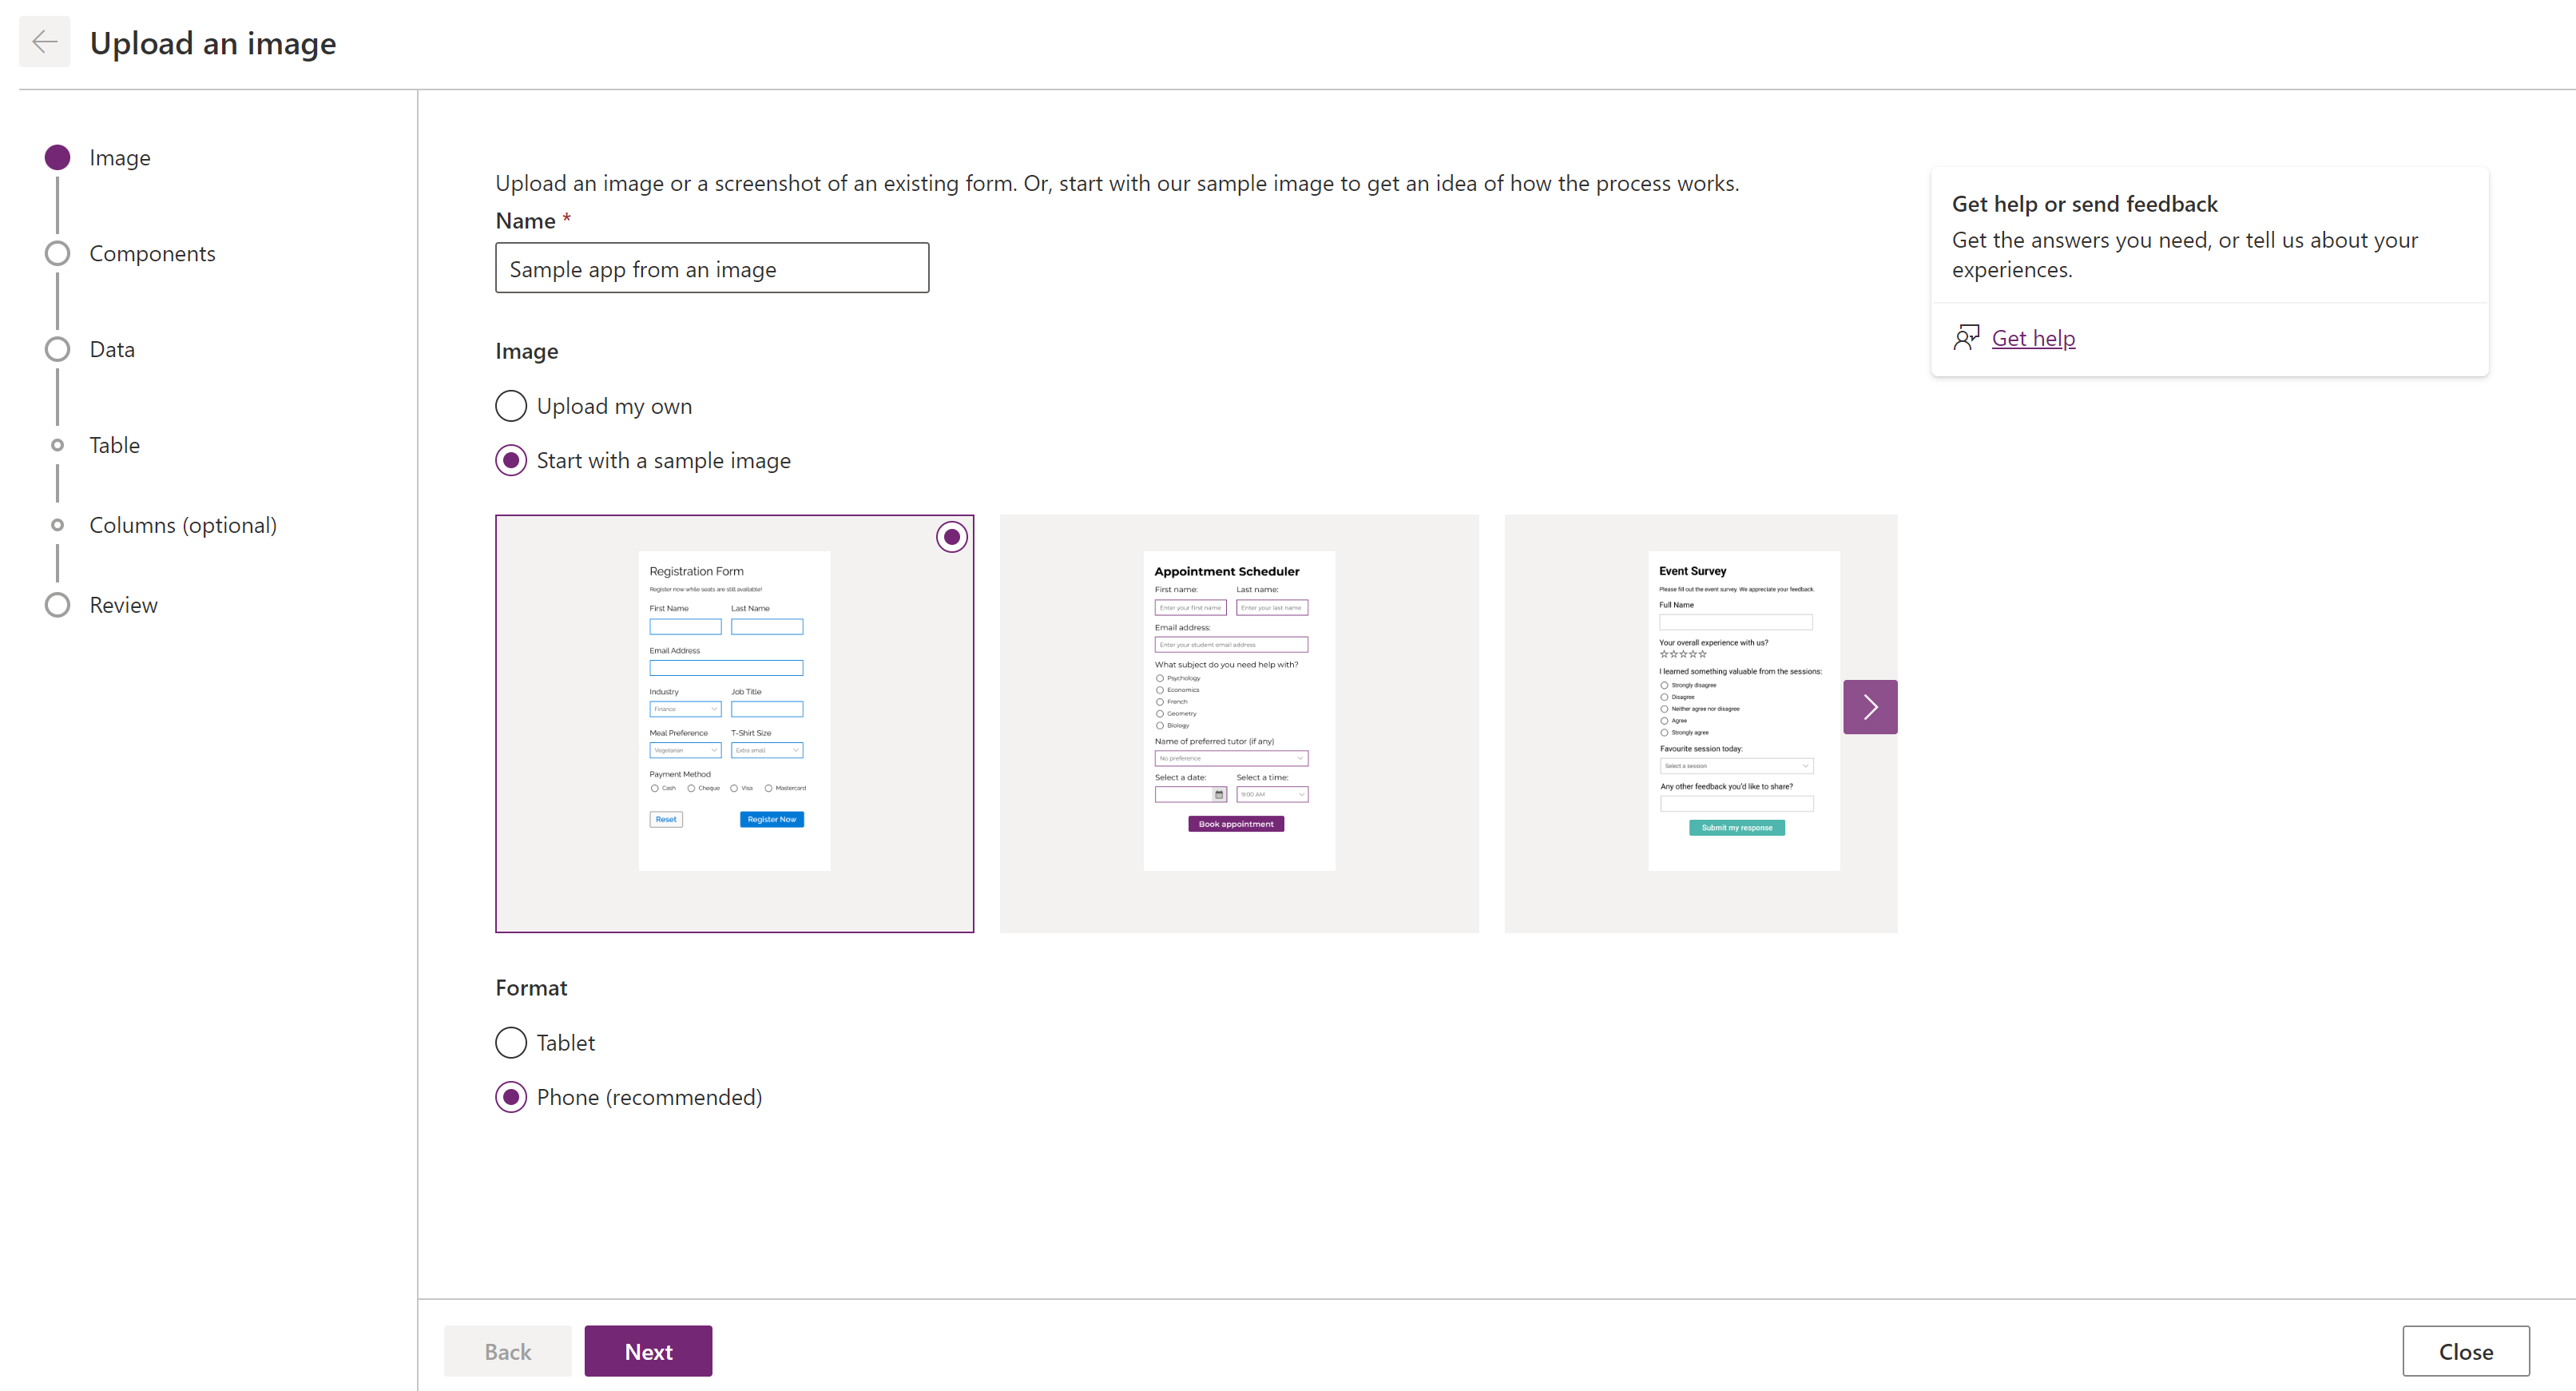 Upload an image
Image
Components
Data
Table
Columns (optional)
Review
Upload an image or a screenshot of an existing form. Or, start with our sample image to get an idea of how the process works.
Name *
Sample app from an image
Image
Upload my own
Start with a sample image
Registration Form
Register now while seats are still available!
First Name Last Name
Email Address
Industry Job Title
Finance
Meal Preference T-Shirt Size
Vegetarian Extra small
Payment Method
Cash Cheque Visa Mastercard
Reset Register Now
Appointment Scheduler
First name: Last name:
Enter your first name Enter your last name
Email address:
Enter your student email address
What subject do you need help with?
Psychology
Economics
French
Geometry
Biology
Name of preferred tutor (if any)
No preference
Select a date: Select a time:
9:00 AM
Book appointment
Event Survey
Please fill out the event survey. We appreciate your feedback.
Full Name
Your overall experience with us?
I learned something valuable from the sessions:
Strongly disagree
Disagree
Neither agree nor disagree
Agree
Strongly agree
Favourite session today:
Select a session
Any other feedback you'd like to share?
Submit my response
Format
Tablet
Phone (recommended)
Get help or send feedback
Get the answers you need, or tell us about your
experiences.
Get help
Back Next Close